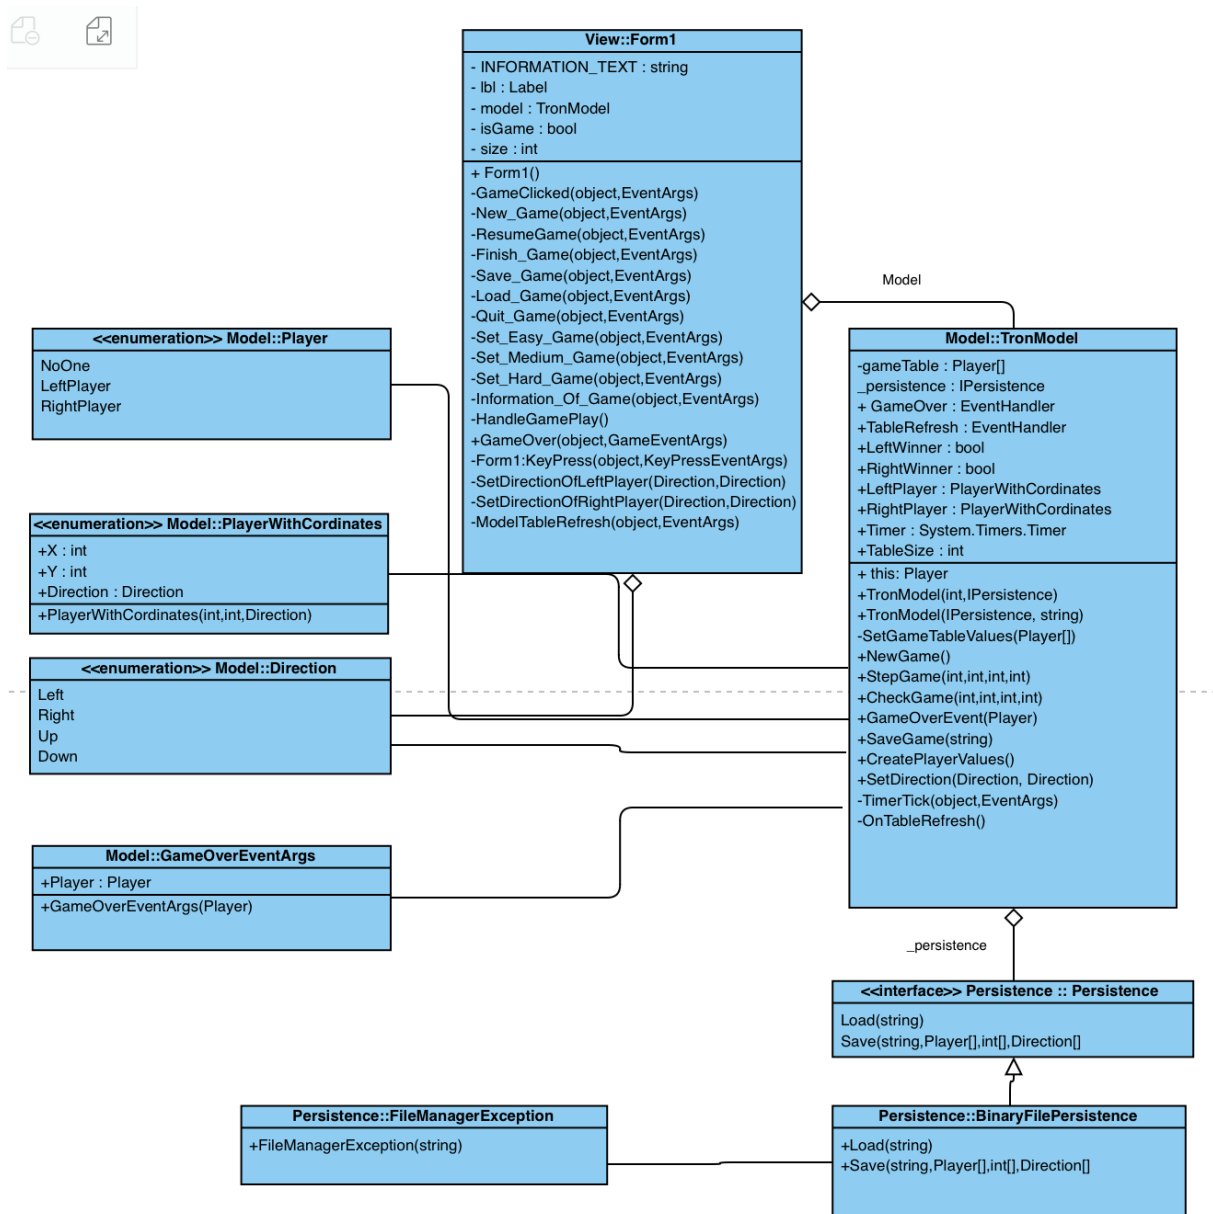 View::Form1
- INFORMATION_TEXT : string
- lbl : Label
- model : TronModel
- isGame : bool
- size : int
+ Form1()
-GameClicked(object,EventArgs)
-New_Game(object,EventArgs)
-ResumeGame(object,EventArgs)
-Finish_Game(object,EventArgs)
-Save_Game(object,EventArgs)
-Load_Game(object,EventArgs)
-Quit_Game(object,EventArgs)
-Set_Easy_Game(object,EventArgs)
-Set_Medium_Game(object,EventArgs)
-Set_Hard_Game(object,EventArgs)
-Information_Of_Game(object,EventArgs)
-HandleGamePlay()
+GameOver(object,GameEventArgs)
-Form1:KeyPress(object,KeyPressEventArgs)
-SetDirectionOfLeftPlayer(Direction,Direction)
-SetDirectionOfRightPlayer(Direction,Direction)
-ModelTableRefresh(object,EventArgs)
Model
<<enumeration>> Model::Player
NoOne
LeftPlayer
RightPlayer
<<enumeration>> Model::PlayerWithCordinates
+X : int
+Y : int
+Direction : Direction
+PlayerWithCordinates(int,int,Direction)
<<enumeration>> Model::Direction
Left
Right
Up
Down
Model::GameOverEventArgs
+Player : Player
+GameOverEventArgs(Player)
Model::TronModel
-gameTable : Player[]
_persistence : IPersistence
+ GameOver : EventHandler
+TableRefresh : EventHandler
+LeftWinner : bool
+RightWinner : bool
+LeftPlayer : PlayerWithCordinates
+RightPlayer : PlayerWithCordinates
+Timer : System.Timers.Timer
+TableSize : int
+ this: Player
+TronModel(int,IPersistence)
+TronModel(IPersistence, string)
-SetGameTableValues(Player[])
+NewGame()
+StepGame(int,int,int,int)
+CheckGame(int,int,int,int)
+GameOverEvent(Player)
+SaveGame(string)
+CreatePlayerValues()
+SetDirection(Direction, Direction)
-TimerTick(object,EventArgs)
-OnTableRefresh()
_persistence
<<interface>> Persistence :: Persistence
Load(string)
Save(string,Player[],int[],Direction[]
Persistence::FileManagerException
+FileManagerException(string)
Persistence::BinaryFilePersistence
+Load(string)
+Save(string,Player[],int[],Direction[]